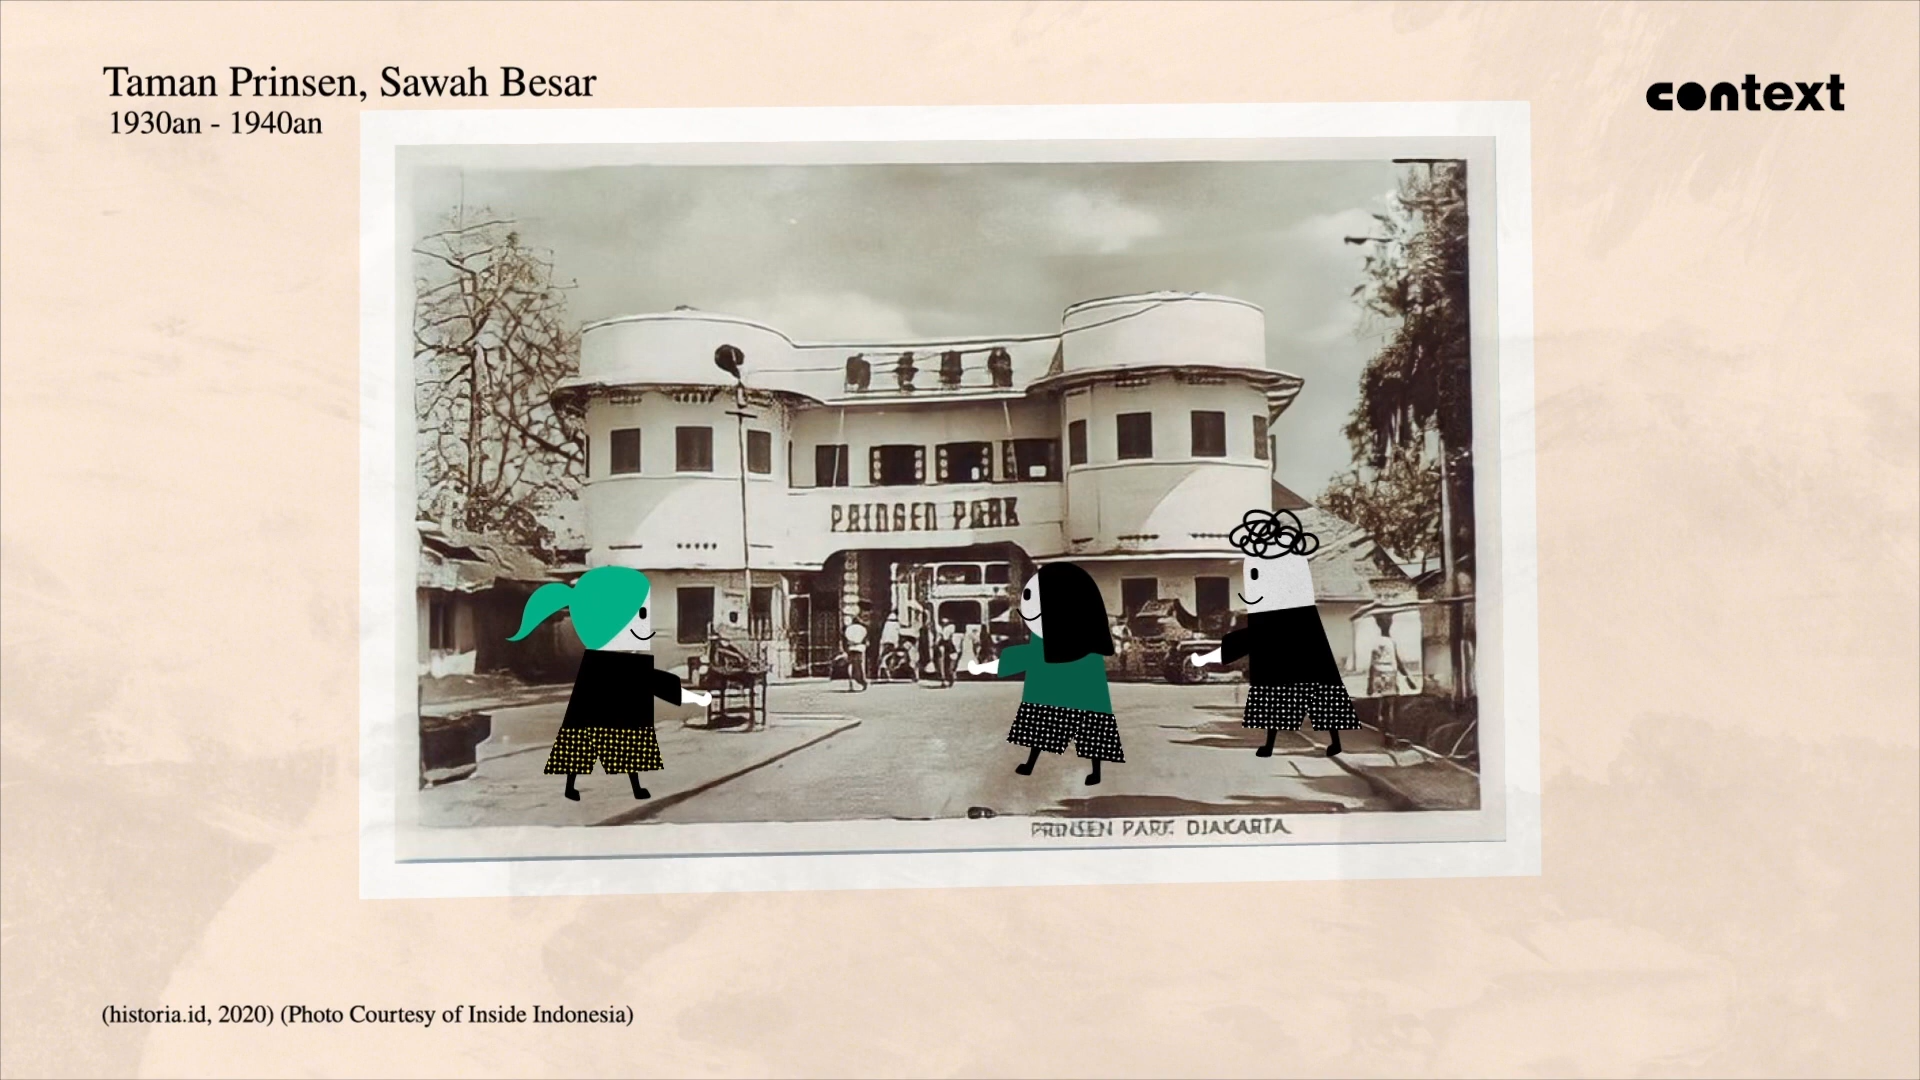 Taman Prinsen, Sawah Besar
1930an - 1940an
context
PRINSEN PARK
PRINSEN PARK DJAKARTA
(historia.id, 2020) (Photo Courtesy of Inside Indonesia)